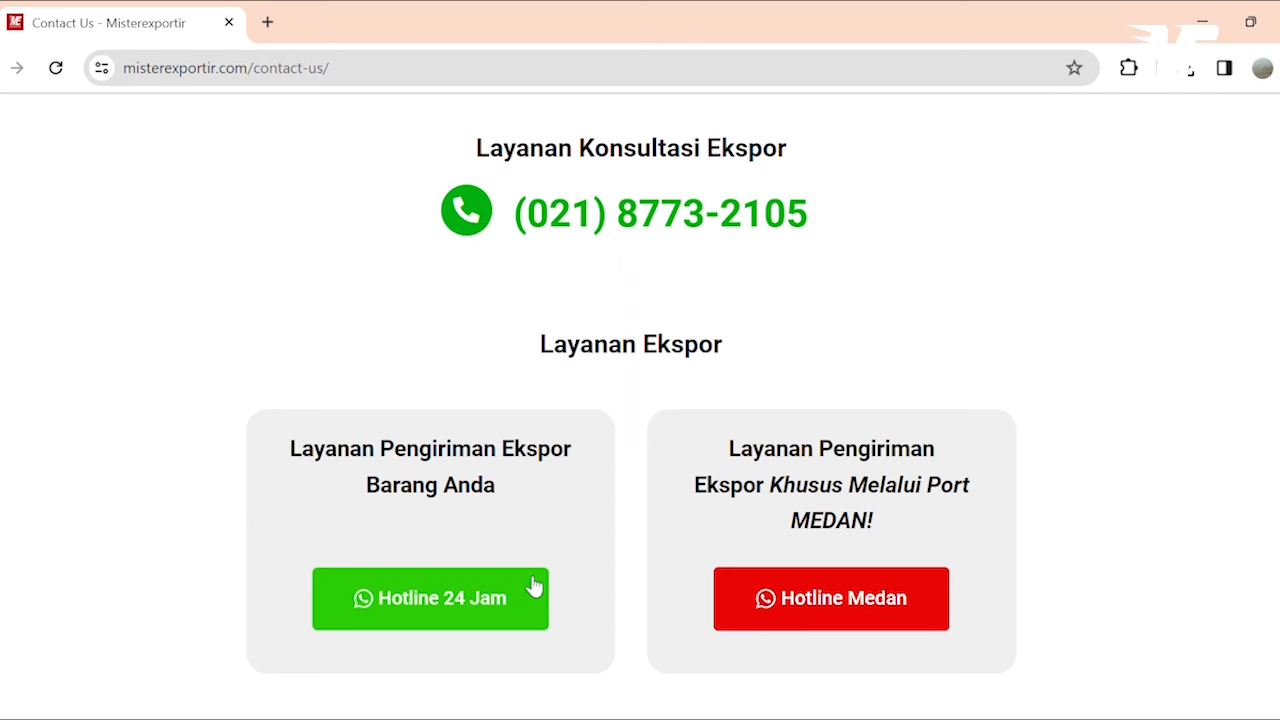 Contact Us - Misterexportir
misterexportir.com/contact-us/
Layanan Konsultasi Ekspor
(021) 8773-2105
Layanan Ekspor
Layanan Pengiriman Ekspor
Barang Anda
Hotline 24 Jam
Layanan Pengiriman
Ekspor Khusus Melalui Port
MEDAN!
Hotline Medan